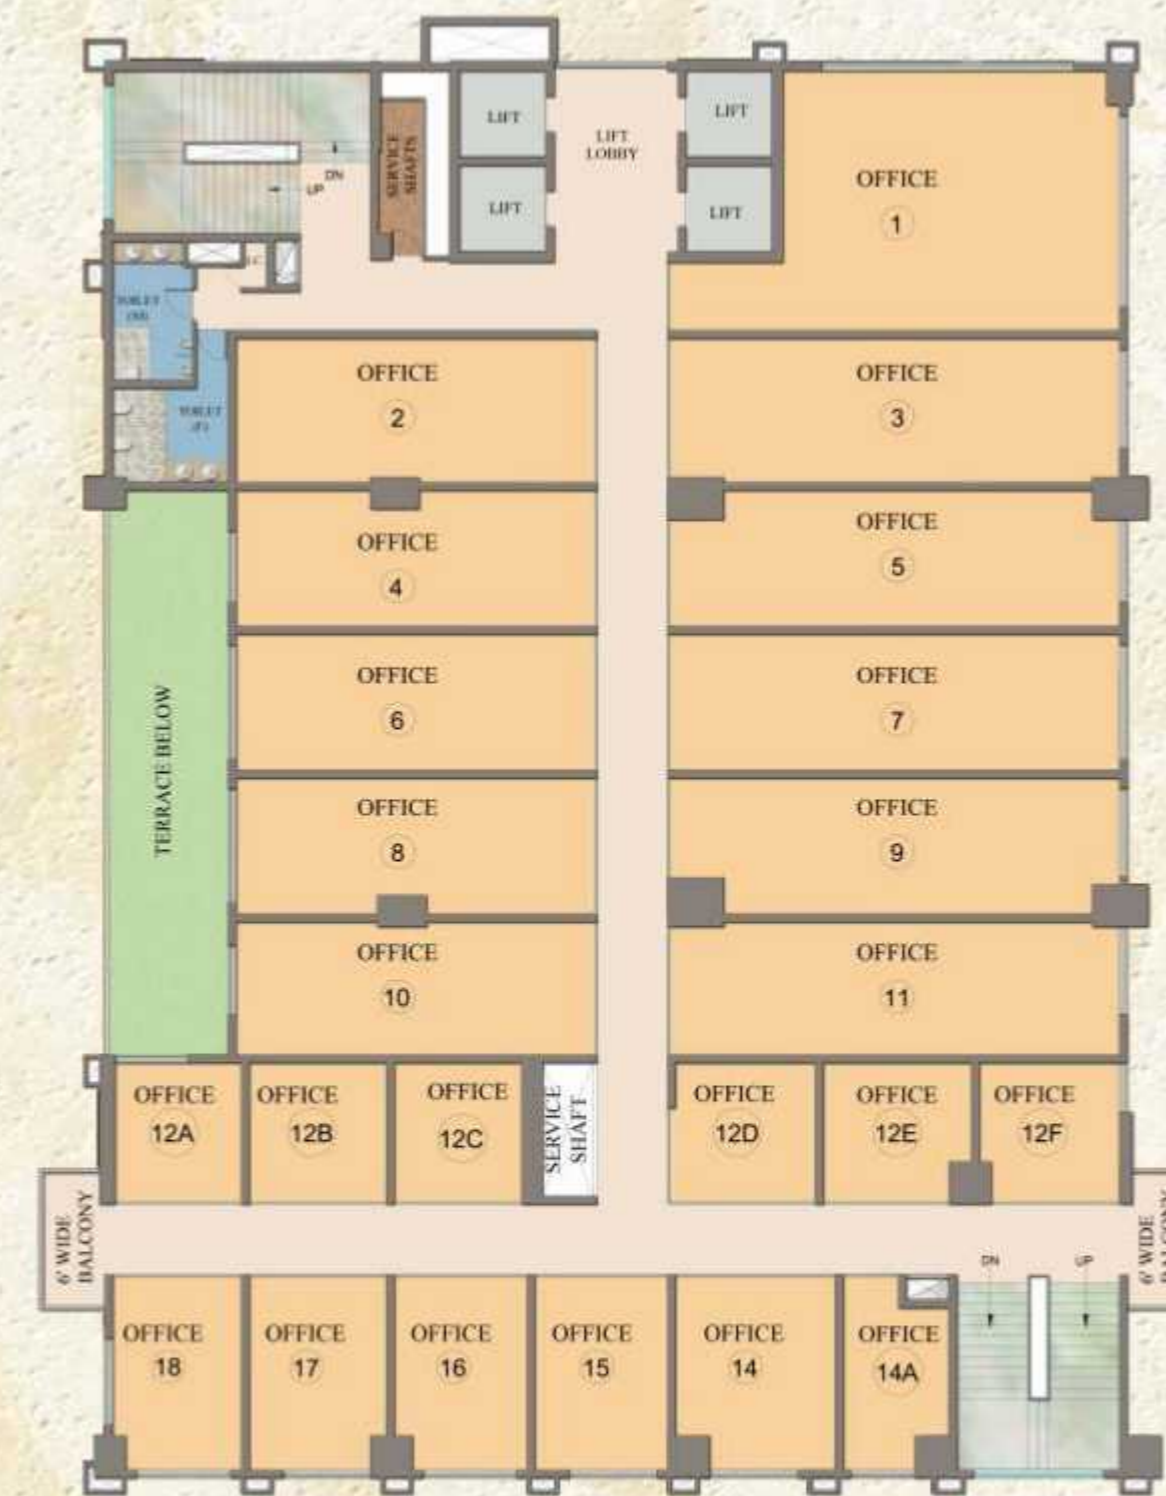 LIFT
LIFT
LIFT
LOBBY
SERVICE
SHAFTS
DN
UP
LIFT
LIFT
OFFICE
1
TOILET
TOILET
(F)
OFFICE
2
OFFICE
3
OFFICE
4
OFFICE
5
OFFICE
6
OFFICE
7
TERRACE BELOW
OFFICE
8
OFFICE
9
OFFICE
10
OFFICE
11
OFFICE
12A
OFFICE
12B
OFFICE
12C
SERVICE
SHAFT
OFFICE
12D
OFFICE
12E
OFFICE
12F
6' WIDE
BALCONY
6' WIDE
BALCONY
DN
UP
OFFICE
18
OFFICE
17
OFFICE
16
OFFICE
15
OFFICE
14
OFFICE
14A